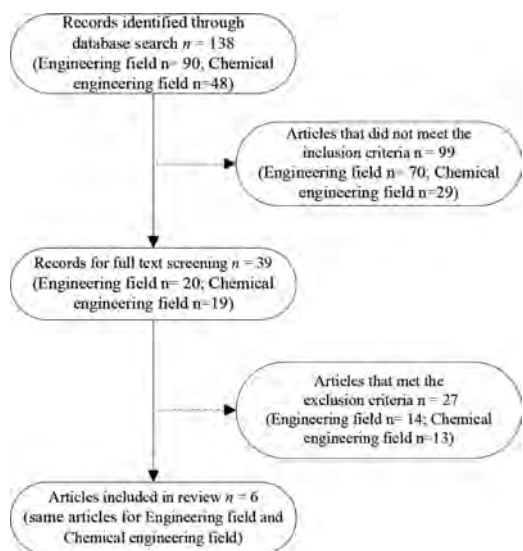 Records identified through
database search n = 138
(Engineering field n= 90; Chemical
engineering field
n=48)
Articles that did not meet the
inclusion criteria n = 99
(Engineering field n= 70; Chemical
engineering field
n=29)
Records for full text screening n = 39
(Engineering field n= 20; Chemical
engineering field n=19)
Articles that met the
exclusion criteria n = 27
(Engineering field n= 14; Chemical
engineering field n=13)
Articles included in review n = 6
(same articles for Engineering field and
Chemical engineering field)